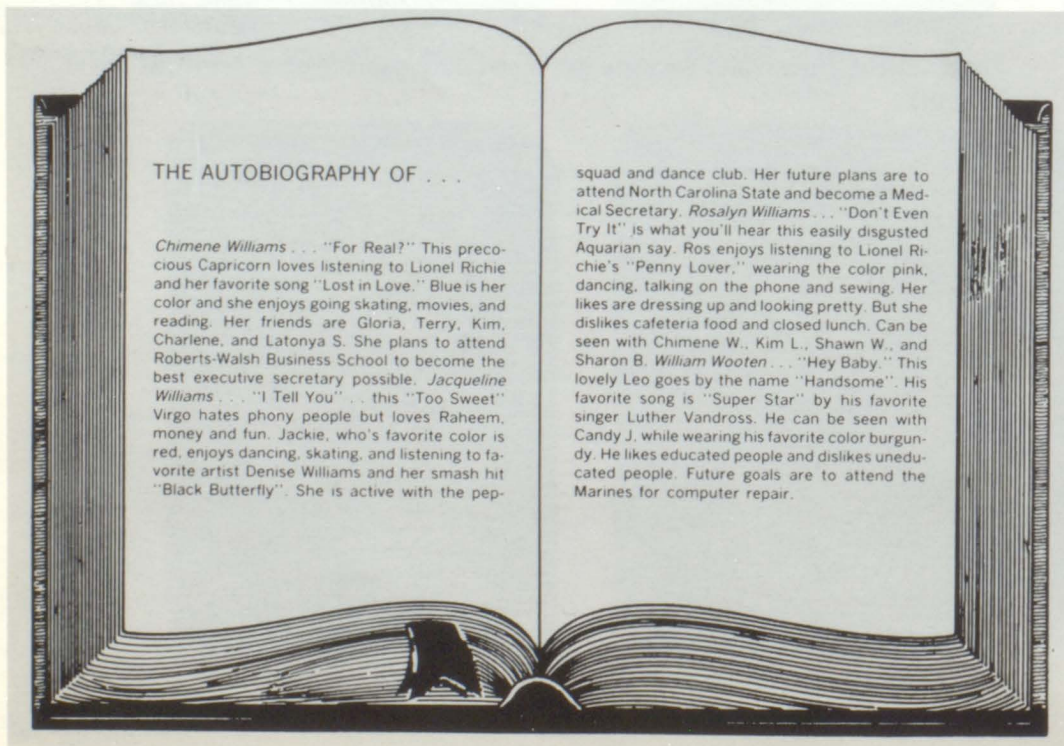 THE AUTOBIOGRAPHY OF . . .
Chimene Williams . . . "For Real?" This preco-
cious Capricorn loves listening to Lionel Richie
and her favorite song "Lost in Love." Blue is her
color and she enjoys going skating, movies, and
reading. Her friends are Gloria, Terry, Kim,
Charlene, and Latonya S. She plans to attend
Roberts-Walsh Business School to become the
best executive secretary possible. Jacqueline
Williams . . . "I Tell You" . . this "Too Sweet"
Virgo hates phony people but loves Raheem,
money and fun. Jackie, who's favorite color is
red, enjoys dancing, skating, and listening to fa-
vorite artist Denise Williams and her smash hit
"Black Butterfly". She is active with the pep-
squad and dance club. Her future plans are to
attend North Carolina State and become a Med-
ical Secretary. Rosalyn Williams . . . "Don't Even
Try It" is what you'll hear this easily disgusted
Aquarian say. Ros enjoys listening to Lionel Ri-
chie's "Penny Lover," wearing the color pink,
dancing, talking on the phone and sewing. Her
likes are dressing up and looking pretty. But she
dislikes cafeteria food and closed lunch. Can be
seen with Chimene W., Kim L., Shawn W., and
Sharon B. William Wooten . . . "Hey Baby." This
lovely Leo goes by the name "Handsome". His
favorite song is "Super Star" by his favorite
singer Luther Vandross. He can be seen with
Candy J. while wearing his favorite color burgun-
dy. He likes educated people and dislikes unedu-
cated people. Future goals are to attend the
Marines for computer repair.